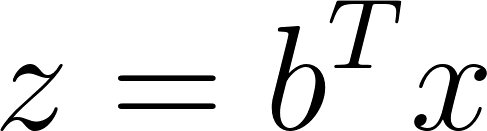 z = b^T x